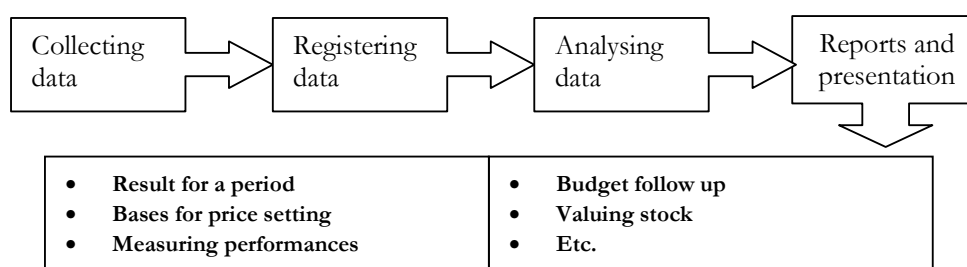 Collecting
data
Registering
data
Analysing
data
Reports and
presentation
• Result for a period
• Bases for price setting
• Measuring performances
• Budget follow up
• Valuing stock
• Etc.